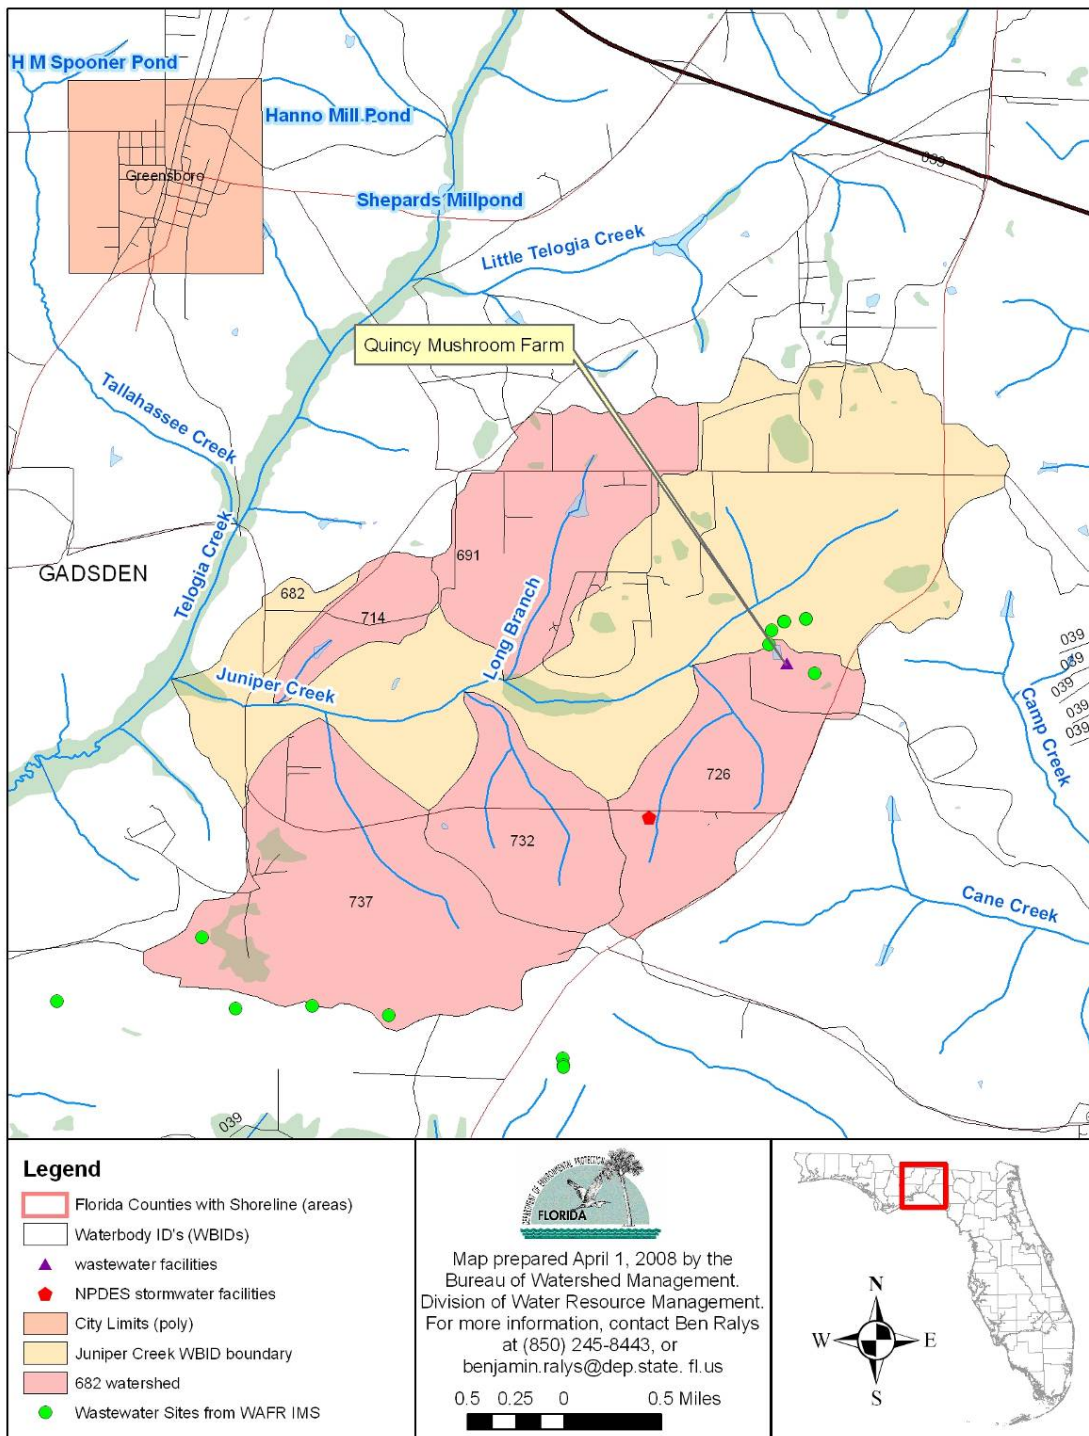 H M Spooner Pond
Hanno Mill Pond
Greensboro
039
Shepards Millpond
Little Telogia Creek
Quincy Mushroom Farm
Tallahassee Creek
Telogia Creek
691
GADSDEN
682
714
Long Branch
Juniper Creek
039
039
039
039
039
Camp Creek
726
732
737
Cane Creek
039
Legend
Florida Counties with Shoreline (areas)
Waterbody ID's (WBIDs)
wastewater facilities
NPDES stormwater facilities
City Limits (poly)
Juniper Creek WBID boundary
682 watershed
Wastewater Sites from WAFR IMS
DEPARTMENT OF ENVIRONMENTAL PROTECTION
FLORIDA
Map prepared April 1, 2008 by the
Bureau of Watershed Management.
Division of Water Resource Management.
For more information, contact Ben Ralys
at (850) 245-8443, or
benjamin.ralys@dep.state. fl.us
0.5 0.25 0 0.5 Miles
N
W E
S